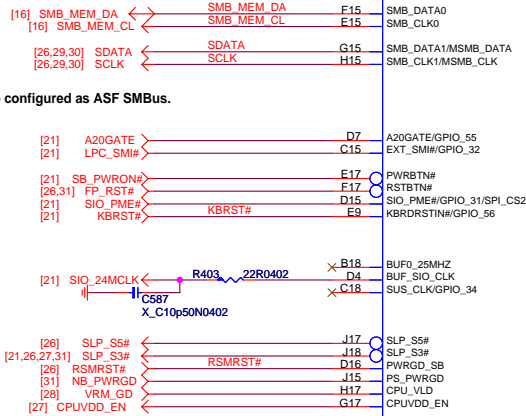 [16] SMB_MEM_DA SMB_MEM_DA F15 SMB_DATA0
[16] SMB_MEM_CL SMB_MEM_CL E15 SMB_CLK0
[26,29,30] SDATA SDATA G15 SMB_DATA1/MSMB_DATA
[26,29,30] SCLK SCLK H15 SMB_CLK1/MSMB_CLK
configured as ASF SMBus.
[21] A20GATE D7 A20GATE/GPIO_55
[21] LPC_SMI# C15 EXT_SMI#/GPIO_32
[21] SB_PWRON# E17 PWRBTN#
[26,31] FP_RST# F17 RSTBTN#
[21] SIO_PME# D15 SIO_PME#/GPIO_31/SPI_CS2
[21] KBRST# KBRST# E9 KBRDRSTIN#/GPIO_56
B18 BUF0_25MHZ
[21] SIO_24MCLK R403 22R0402 D4 BUF_SIO_CLK
C18 SUS_CLK/GPIO_34
C587
X_C10p50N0402
[26] SLP_S5# J17 SLP_S5#
[21,26,27,31] SLP_S3# J18 SLP_S3#
[26] RSMRST# RSMRST# D16 PWRGD_SB
[31] NB_PWRGD J15 PS_PWRGD
[28] VRM_GD H17 CPU_VLD
[27] CPUVDD_EN G17 CPUVDD_EN